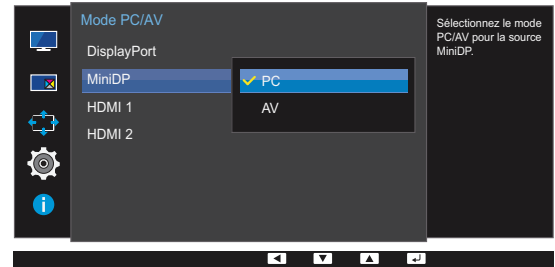 Mode PC/AV
DisplayPort
MiniDP
HDMI 1
HDMI 2
PC
AV
Sélectionnez le mode
PC/AV pour la source
MiniDP.